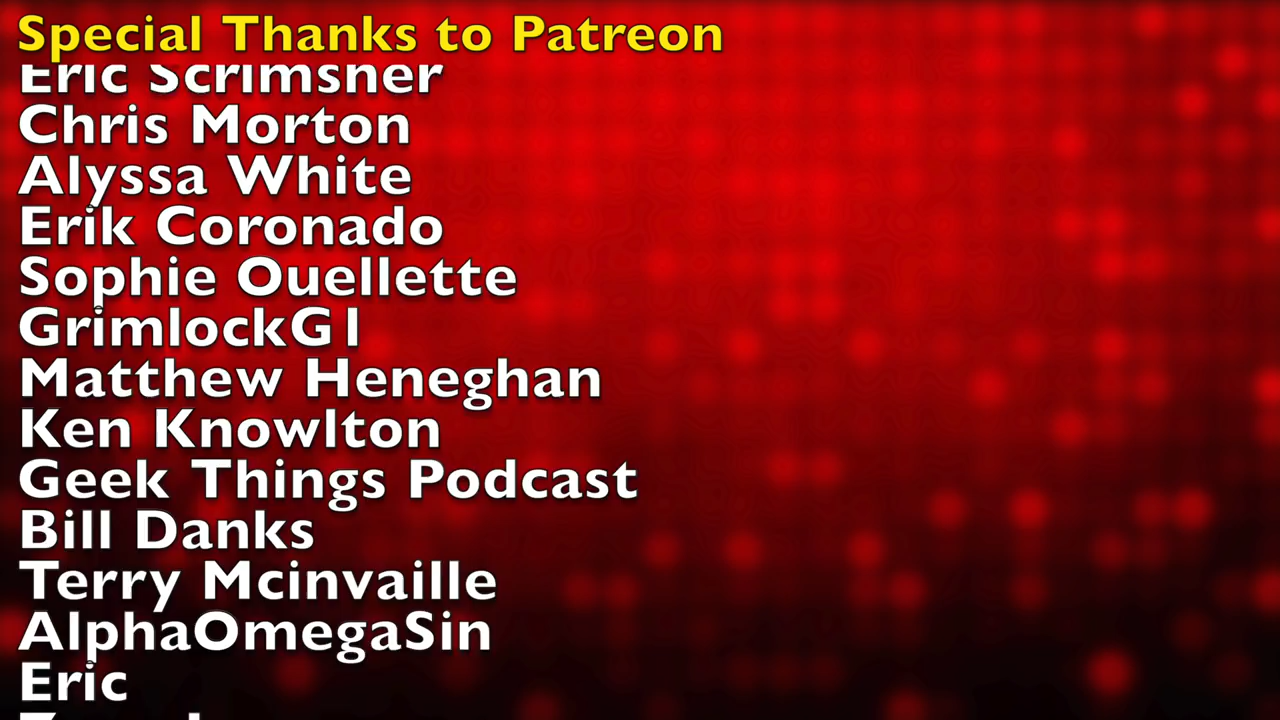 Special Thanks to Patreon
Eric Scrimsner
Chris Morton
Alyssa White
Erik Coronado
Sophie Ouellette
GrimlockG1
Matthew Heneghan
Ken Knowlton
Geek Things Podcast
Bill Danks
Terry Mcinvaille
AlphaOmegaSin
Eric